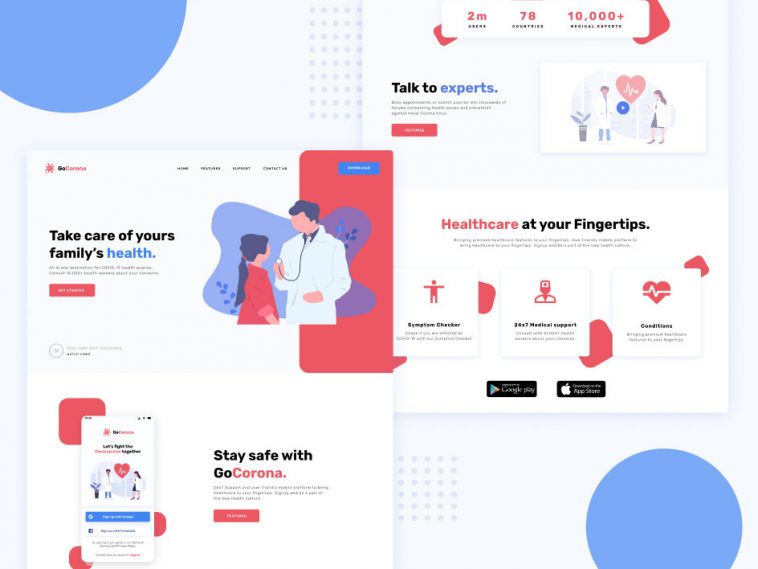 GoCorona
HOME FEATURES SUPPORT CONTACT US
DOWNLOAD
Take care of yours
family's health.
All in one destination for COVID-19 health queries.
Consult 10,000+ health workers about your concerns.
GET STARTED
Stay safe with GoCorona
WATCH VIDEO
GoCorona
Let's fight the
Coronavirus together
Sign up with Google
Sign up with Facebook
Stay safe with
GoCorona.
24x7 Support and user friendly mobile platform to bring
healthcare to your fingertips. Signup and be a part of
the new health culture.
FEATURES
2m 78 10,000+
USERS COUNTRIES MEDICAL EXPERTS
Talk to experts.
Book appointments or submit queries into thousands of
forums concerning health issues and prevention
against novel Corona Virus.
FEATURES
Healthcare at your Fingertips.
Bringing premium healthcare features to your fingertips. User friendly mobile platform to
bring healthcare to your fingertips. Signup and be a part of the new health culture.
Symptom Checker
Check if you are infected by
COVID-19 with our Symptom Checker
24x7 Medical support
Consult with 10,000+ health
workers about your concerns.
Conditions
Bringing premium healthcare
features to your fingertips.
Google play
Download on the
App Store